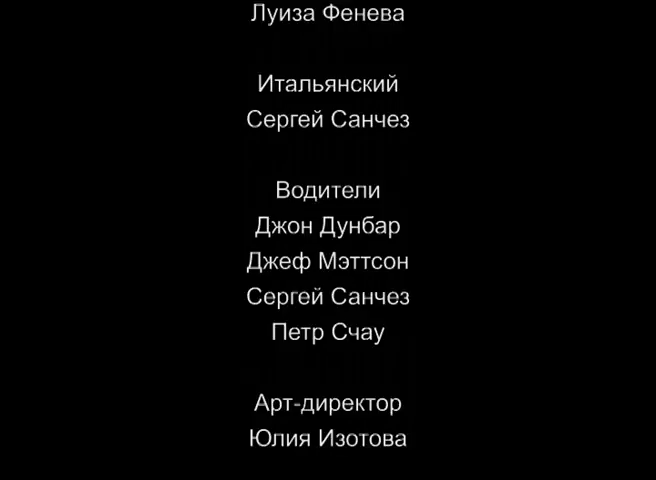 Луиза Фенева
Итальянский
Сергей Санчез
Водители
Джон Дунбар
Джеф Мэттсон
Сергей Санчез
Петр Счау
Арт-директор
Юлия Изотова